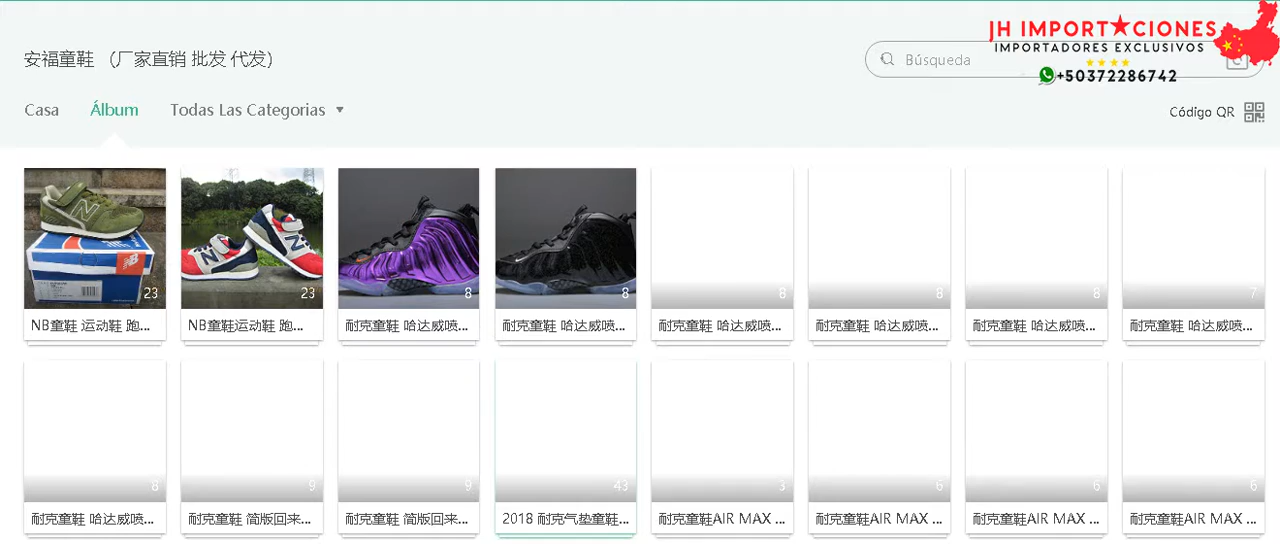 JH IMPORT★CIONES
IMPORTADORES EXCLUSIVOS
+50372286742
安福童鞋 （厂家直销 批发 代发）
Búsqueda
Casa
Álbum
Todas Las Categorias
Código QR
23
23
8
8
6
8
8
7
NB童鞋 运动鞋 跑...
NB童鞋运动鞋 跑...
耐克童鞋 哈达威喷...
耐克童鞋 哈达威喷...
耐克童鞋 哈达威喷...
耐克童鞋 哈达威喷...
耐克童鞋 哈达威喷...
耐克童鞋 哈达威喷...
8
9
9
43
3
6
6
6
耐克童鞋 哈达威喷...
耐克童鞋 简版回来...
耐克童鞋 简版回来...
2018 耐克气垫童鞋...
耐克童鞋AIR MAX ...
耐克童鞋AIR MAX ...
耐克童鞋AIR MAX ...
耐克童鞋AIR MAX ...